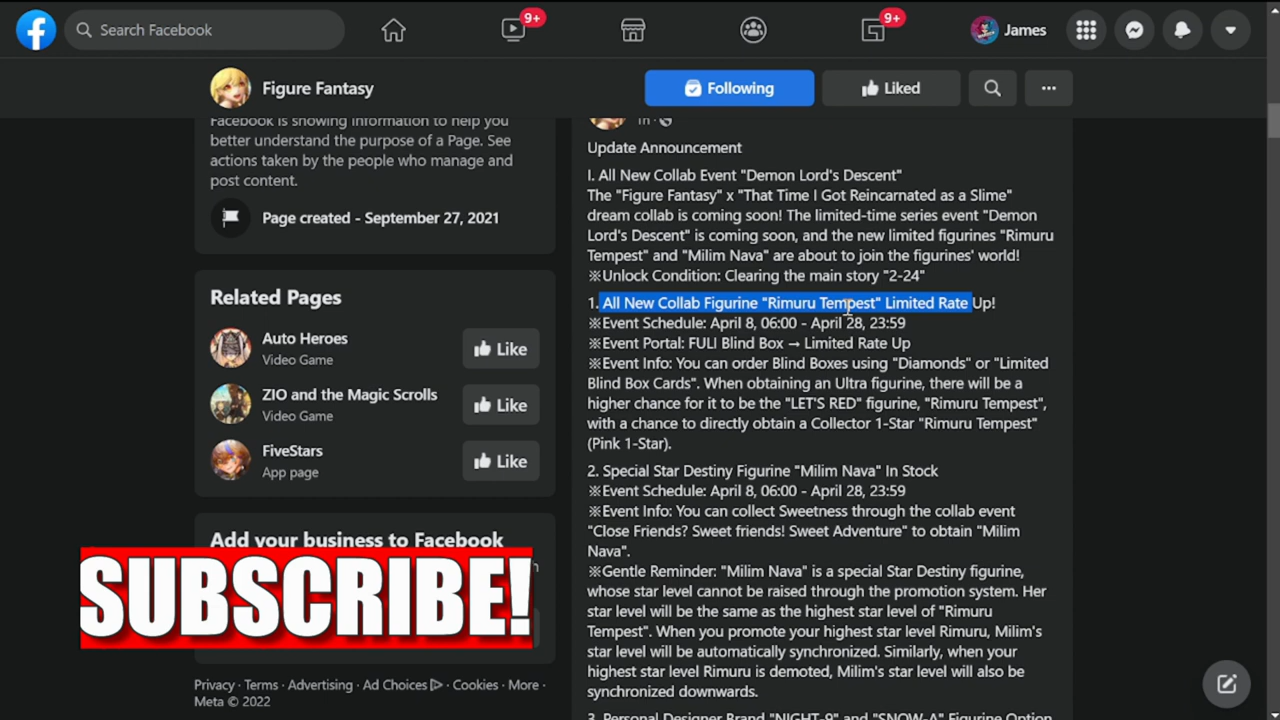 Search Facebook
9+
9+
James
Figure Fantasy
Following
Liked
Facebook is showing information to help you
better understand the purpose of a Page. See
actions taken by the people who manage and
post content.
Page created - September 27, 2021
Related Pages
Auto Heroes
Video Game
Like
ZIO and the Magic Scrolls
Video Game
Like
FiveStars
App page
Like
Add your business to Facebook
SUBSCRIBE!
Privacy · Terms · Advertising · Ad Choices · Cookies · More ·
Meta © 2022
1h ·
Update Announcement
I. All New Collab Event "Demon Lord's Descent"
The "Figure Fantasy" x "That Time I Got Reincarnated as a Slime"
dream collab is coming soon! The limited-time series event "Demon
Lord's Descent" is coming soon, and the new limited figurines "Rimuru
Tempest" and "Milim Nava" are about to join the figurines' world!
※Unlock Condition: Clearing the main story "2-24"
1. All New Collab Figurine "Rimuru Tempest" Limited Rate Up!
※Event Schedule: April 8, 06:00 - April 28, 23:59
※Event Portal: FULI Blind Box → Limited Rate Up
※Event Info: You can order Blind Boxes using "Diamonds" or "Limited
Blind Box Cards". When obtaining an Ultra figurine, there will be a
higher chance for it to be the "LET'S RED" figurine, "Rimuru Tempest",
with a chance to directly obtain a Collector 1-Star "Rimuru Tempest"
(Pink 1-Star).
2. Special Star Destiny Figurine "Milim Nava" In Stock
※Event Schedule: April 8, 06:00 - April 28, 23:59
※Event Info: You can collect Sweetness through the collab event
"Close Friends? Sweet friends! Sweet Adventure" to obtain "Milim
Nava".
※Gentle Reminder: "Milim Nava" is a special Star Destiny figurine,
whose star level cannot be raised through the promotion system. Her
star level will be the same as the highest star level of "Rimuru
Tempest". When you promote your highest star level Rimuru, Milim's
star level will be automatically synchronized. Similarly, when your
highest star level Rimuru is demoted, Milim's star level will also be
synchronized downwards.
3. Personal Designer Brand "NIGHT-9" and "SNOW-A" Figurine Option